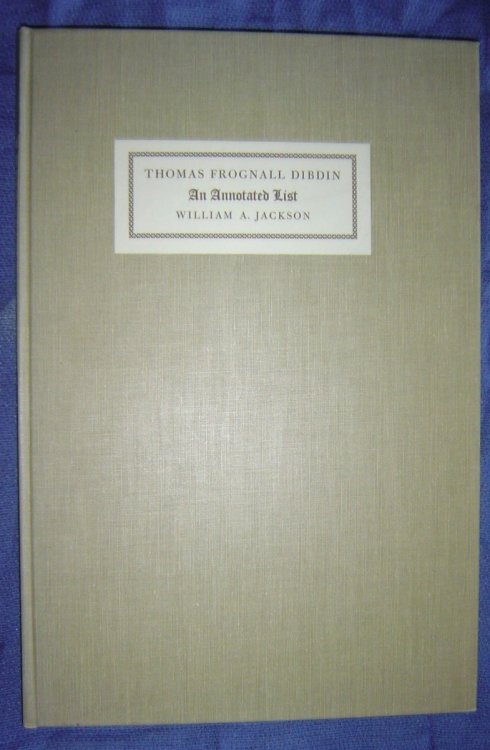 THOMAS FROGNALL DIBDIN
An Annotated List
WILLIAM A. JACKSON